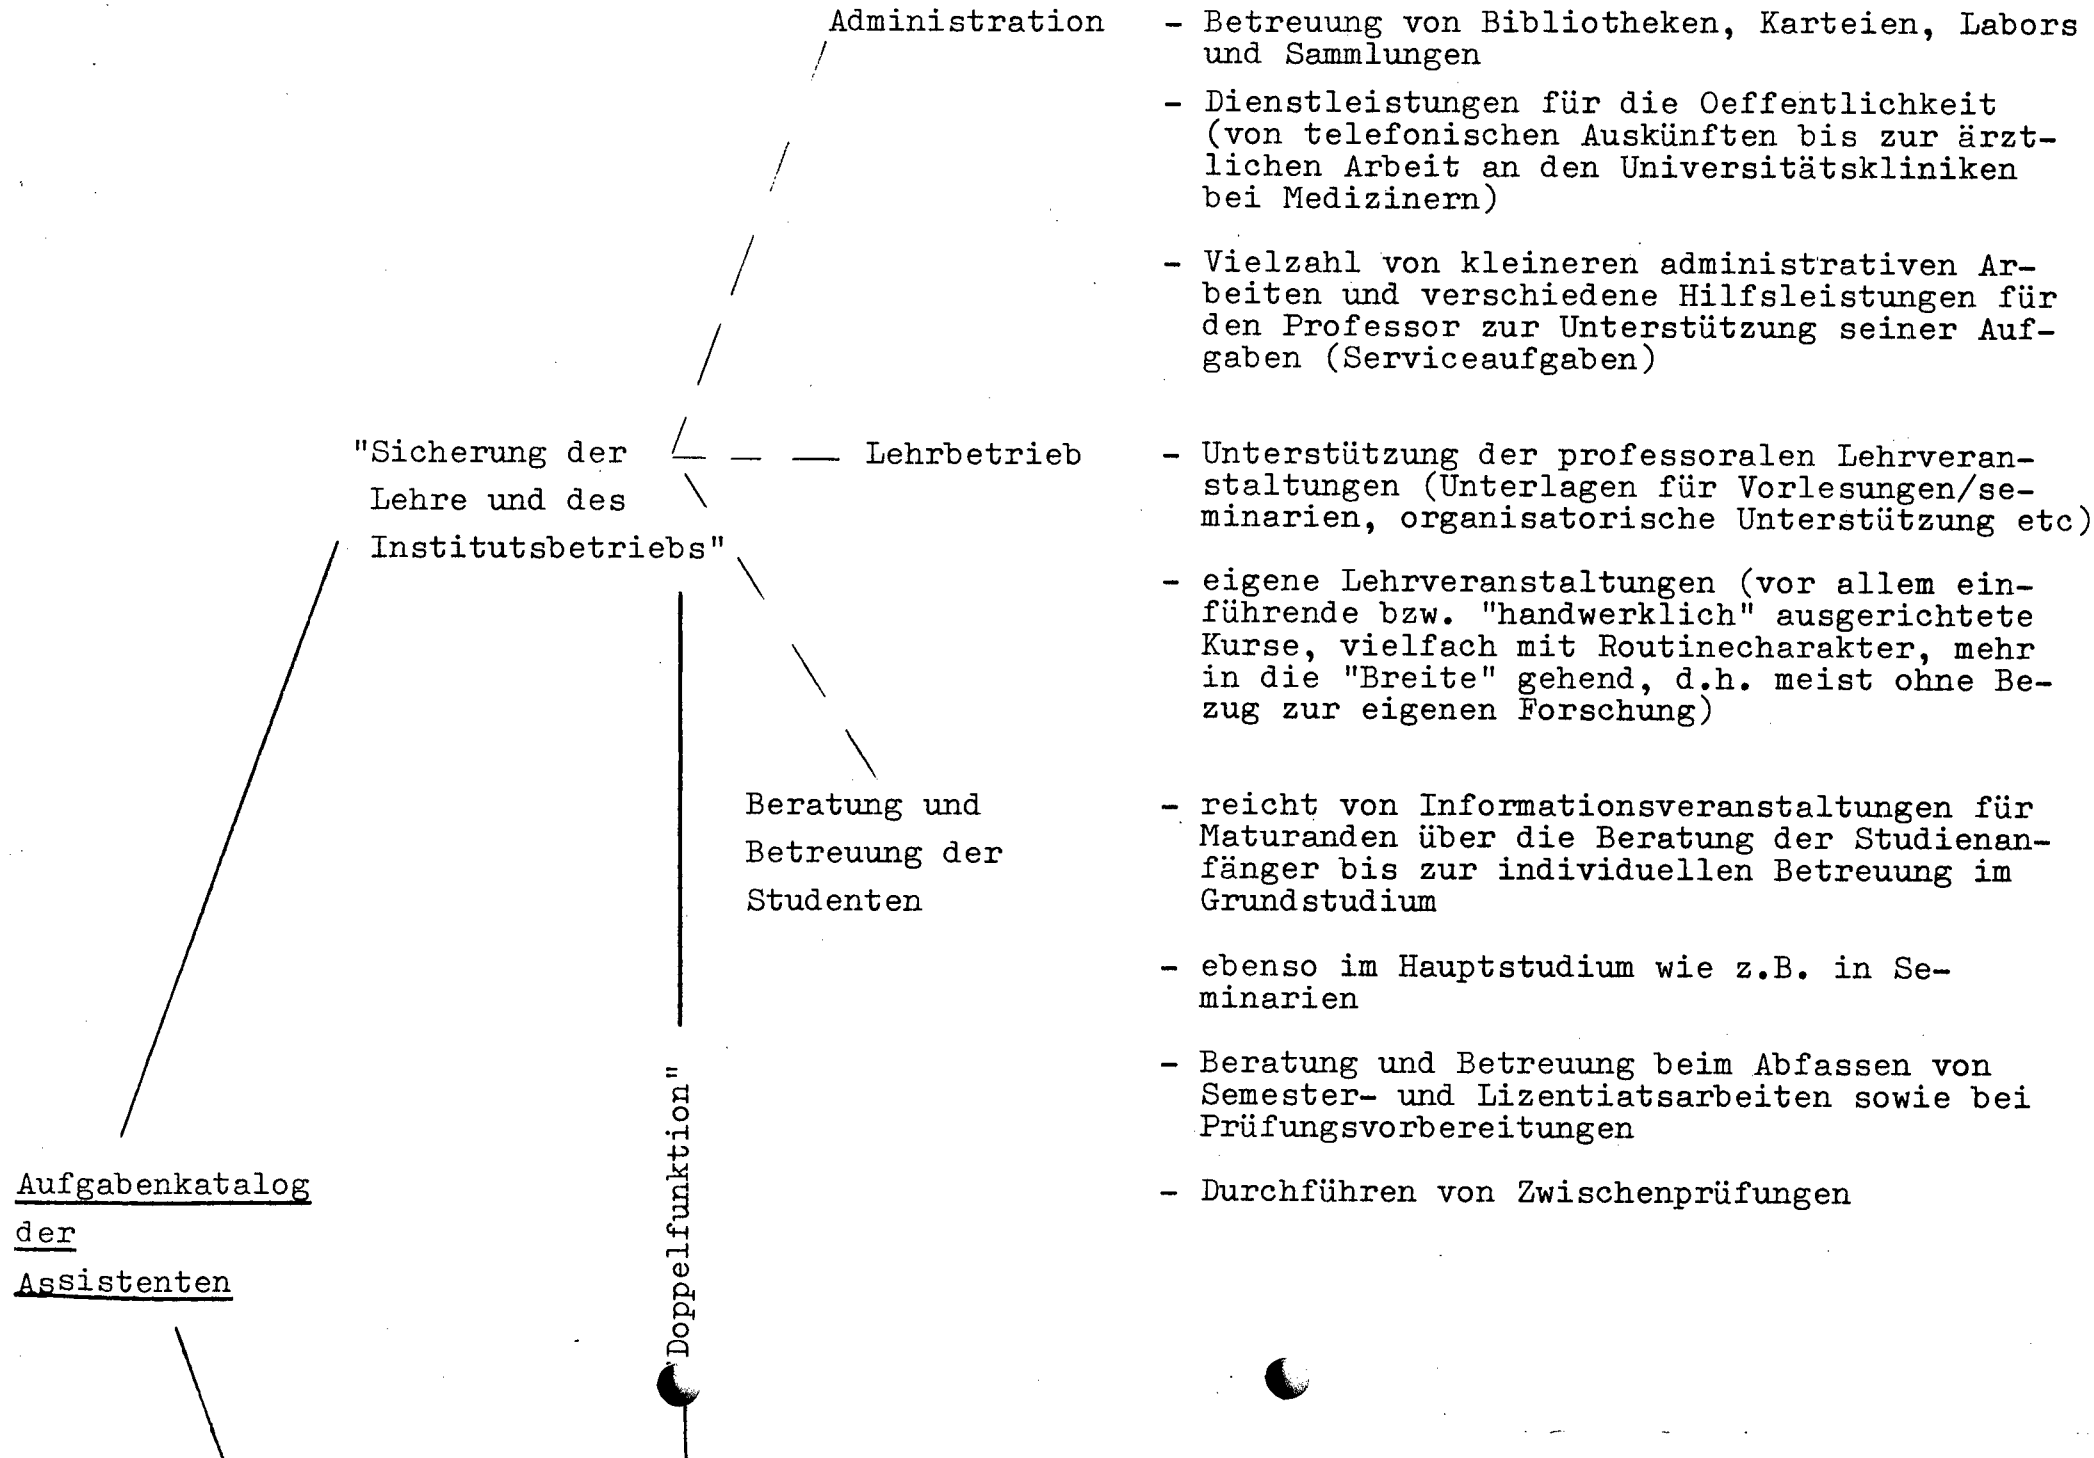 Administration
- Betreuung von Bibliotheken, Karteien, Labors
und Sammlungen
- Dienstleistungen für die Oeffentlichkeit
(von telefonischen Auskünften bis zur ärzt-
lichen Arbeit an den Universitätskliniken
bei Medizinern)
- Vielzahl von kleineren administrativen Ar-
beiten und verschiedene Hilfsleistungen für
den Professor zur Unterstützung seiner Auf-
gaben (Serviceaufgaben)
"Sicherung der
Lehre und des
Institutsbetriebs"
Lehrbetrieb
- Unterstützung der professoralen Lehrveran-
staltungen (Unterlagen für Vorlesungen/se-
minarien, organisatorische Unterstützung etc)
- eigene Lehrveranstaltungen (vor allem ein-
führende bzw. "handwerklich" ausgerichtete
Kurse, vielfach mit Routinecharakter, mehr
in die "Breite" gehend, d.h. meist ohne Be-
zug zur eigenen Forschung)
Beratung und
Betreuung der
Studenten
- reicht von Informationsveranstaltungen für
Maturanden über die Beratung der Studienan-
fänger bis zur individuellen Betreuung im
Grundstudium
- ebenso im Hauptstudium wie z.B. in Se-
minarien
- Beratung und Betreuung beim Abfassen von
Semester- und Lizentiatsarbeiten sowie bei
Prüfungsvorbereitungen
- Durchführen von Zwischenprüfungen
"Doppelfunktion"
Aufgabenkatalog
der
Assistenten